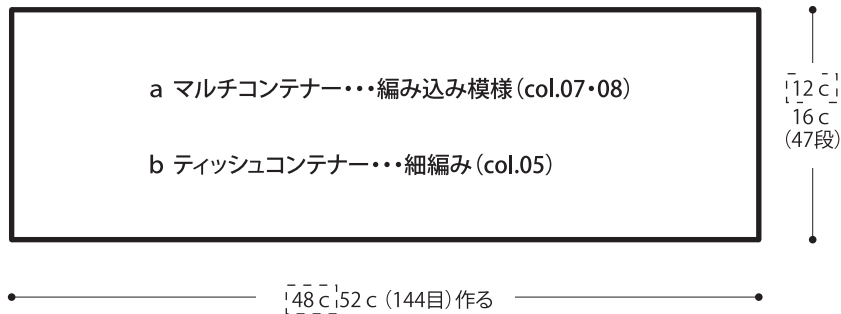 a マルチコンテナー・・・編み込み模様(col.07・08)
b ティッシュコンテナー・・・細編み(col.05)
12 c
16 c
(47段)
48 c 52 c (144目)作る